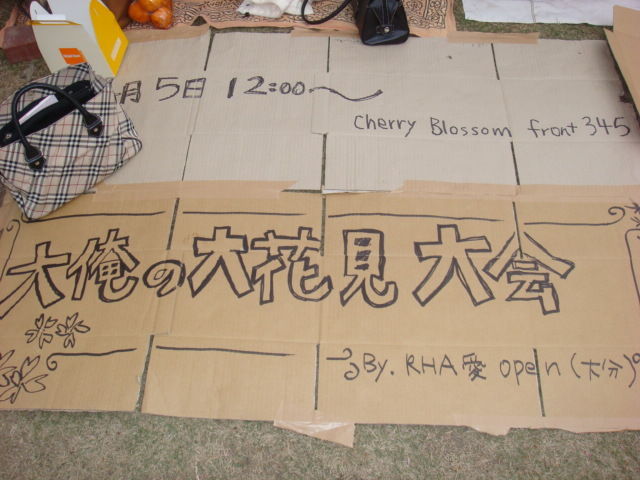 月5日 12:00〜
Cherry Blossom front 345
大俺の大花見大会
By. RHA愛 open (大分)